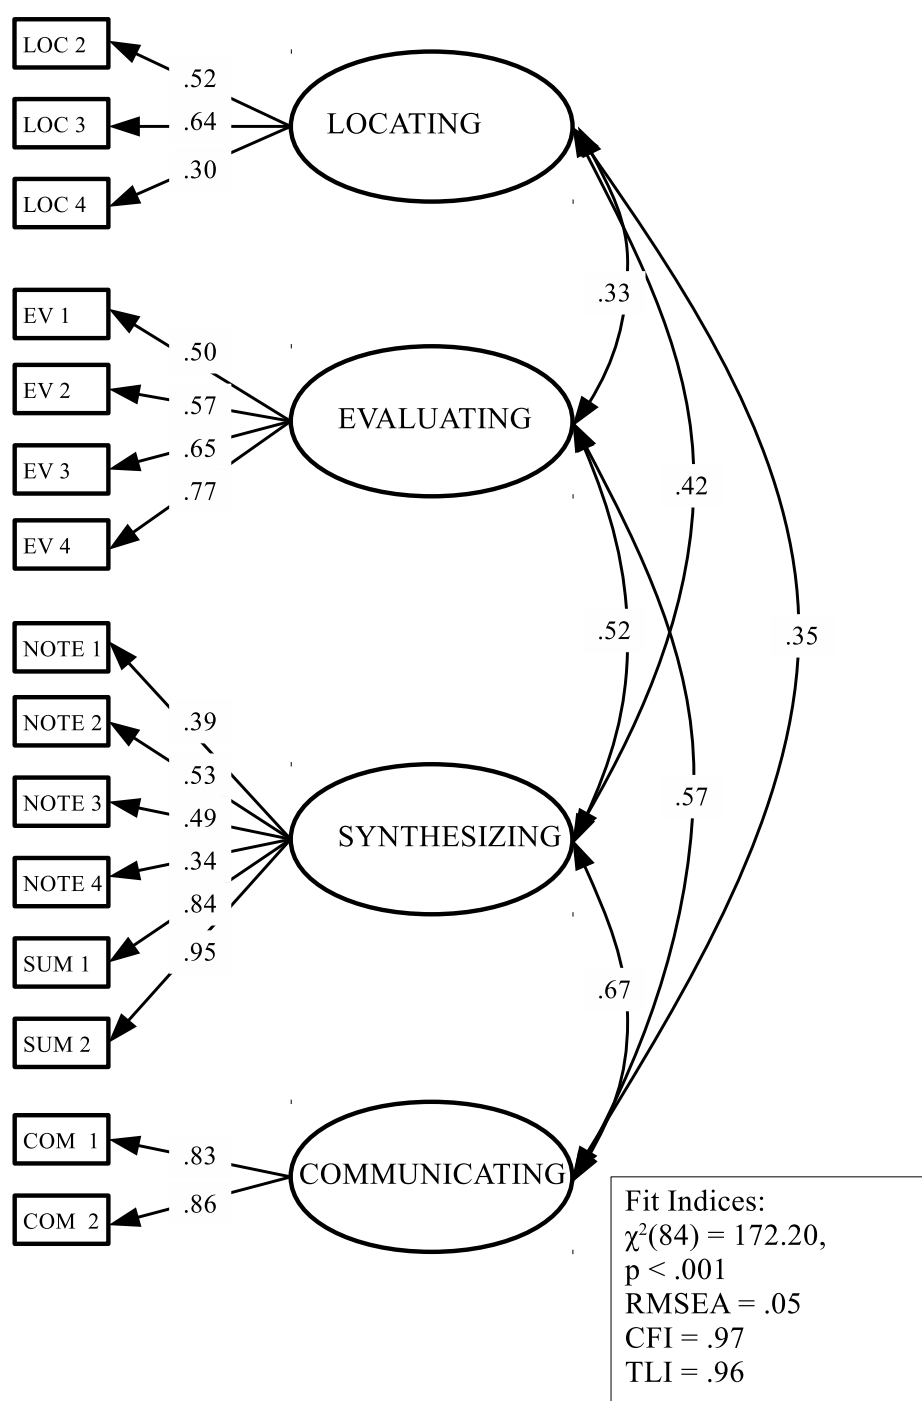 LOC 2
.52
LOC 3
.64
LOCATING
.30
LOC 4
.33
EV 1
.50
EV 2
.57
EVALUATING
.65
EV 3
.77
.42
EV 4
.52
.35
NOTE 1
.39
NOTE 2
.53
.57
NOTE 3
.49
SYNTHESIZING
.34
NOTE 4
.84
.95
SUM 1
.67
SUM 2
COM 1
.83
COMMUNICATING
.86
COM 2
Fit Indices:
χ²(84) = 172.20,
p < .001
RMSEA = .05
CFI = .97
TLI = .96